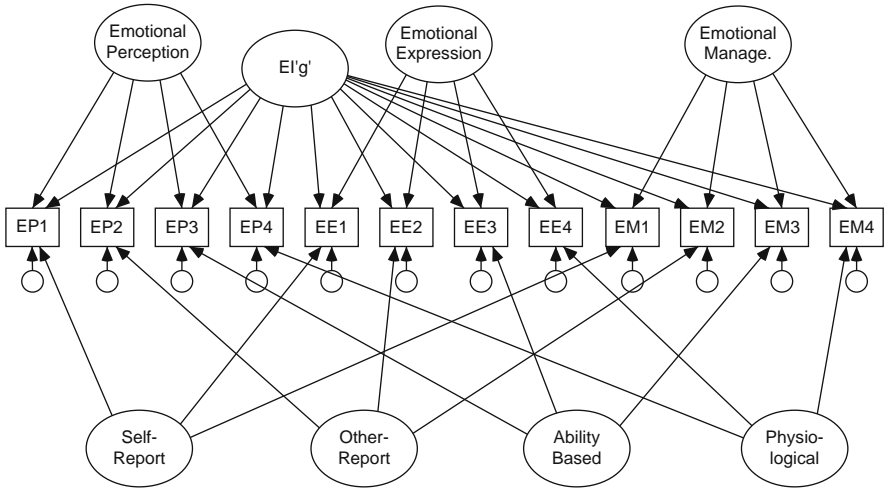 Emotional
Perception
EI'g'
Emotional
Expression
Emotional
Manage.
EP1 EP2 EP3 EP4 EE1 EE2 EE3 EE4 EM1 EM2 EM3 EM4
Self-
Report
Other-
Report
Ability
Based
Physio-
logical